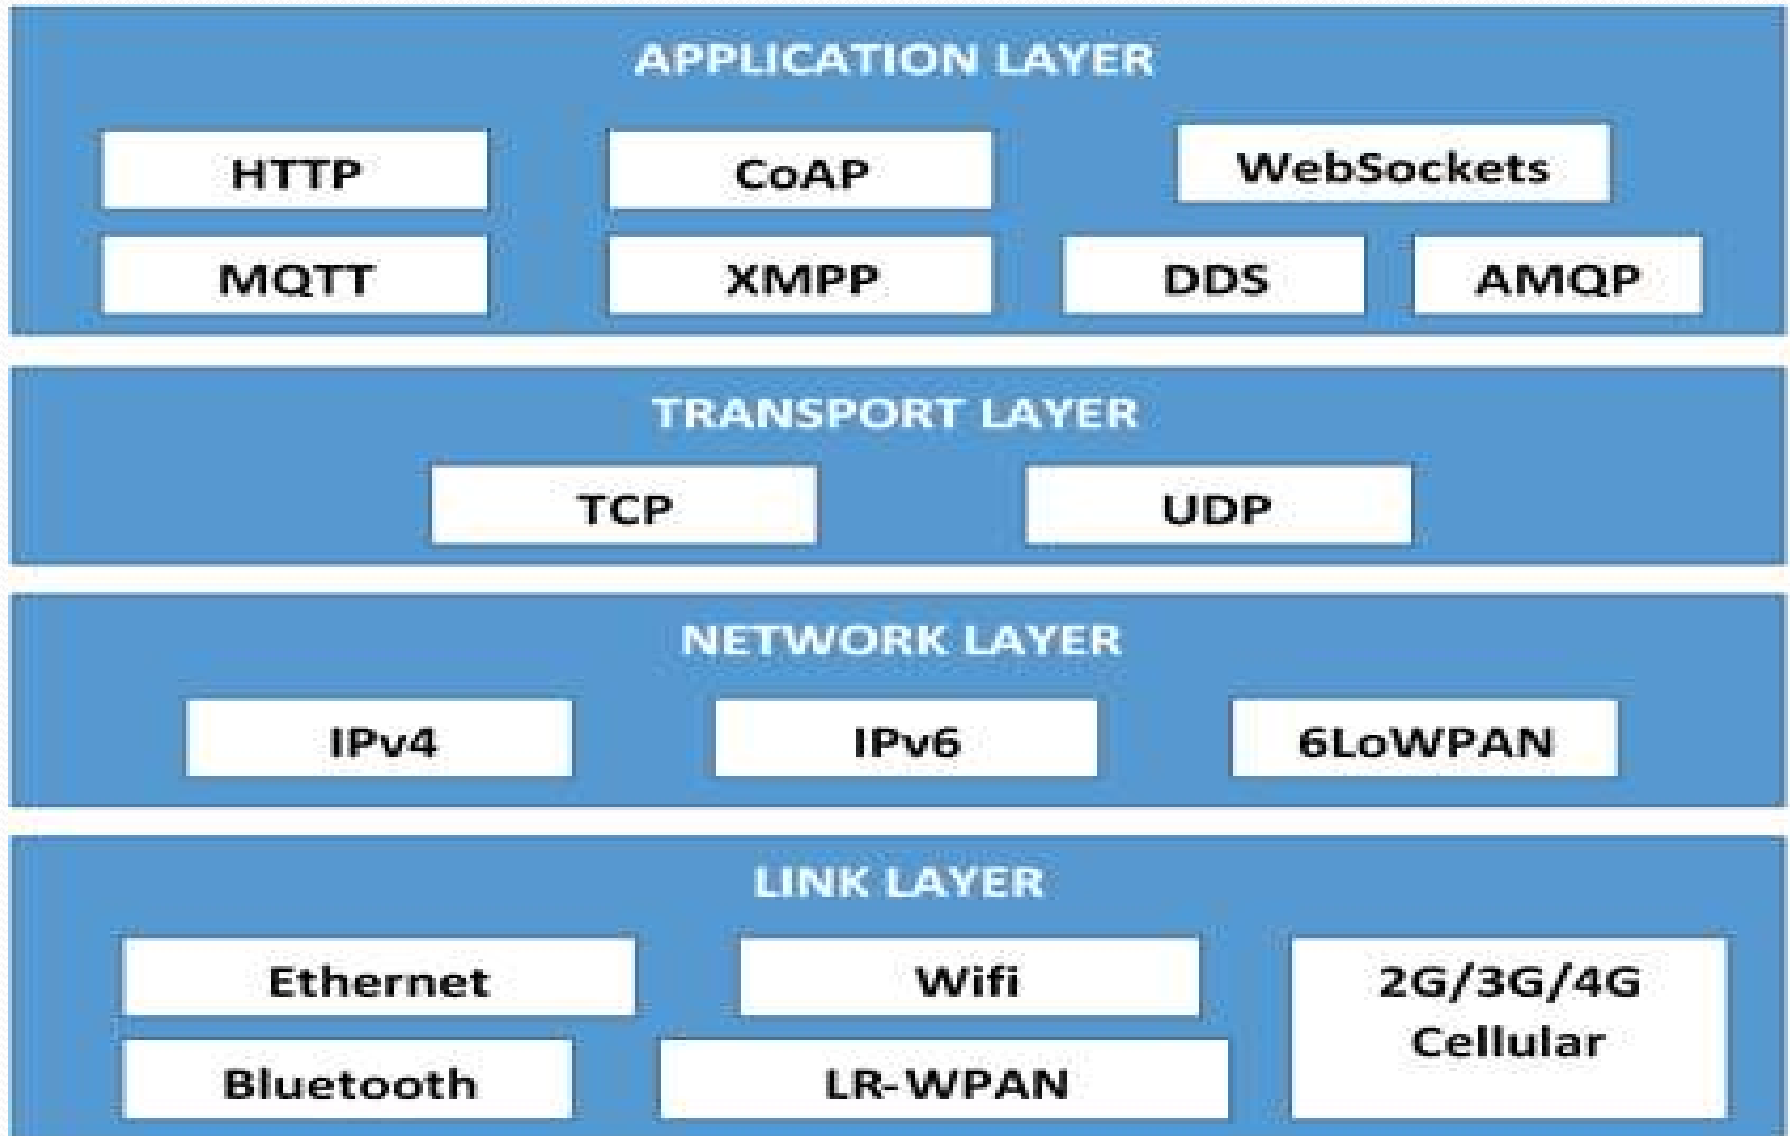 APPLICATION LAYER
HTTP
CoAP
WebSockets
MQTT
XMPP
DDS
AMQP
TRANSPORT LAYER
TCP
UDP
NETWORK LAYER
IPv4
IPv6
6LoWPAN
LINK LAYER
Ethernet
Wifi
2G/3G/4G
Cellular
Bluetooth
LR-WPAN